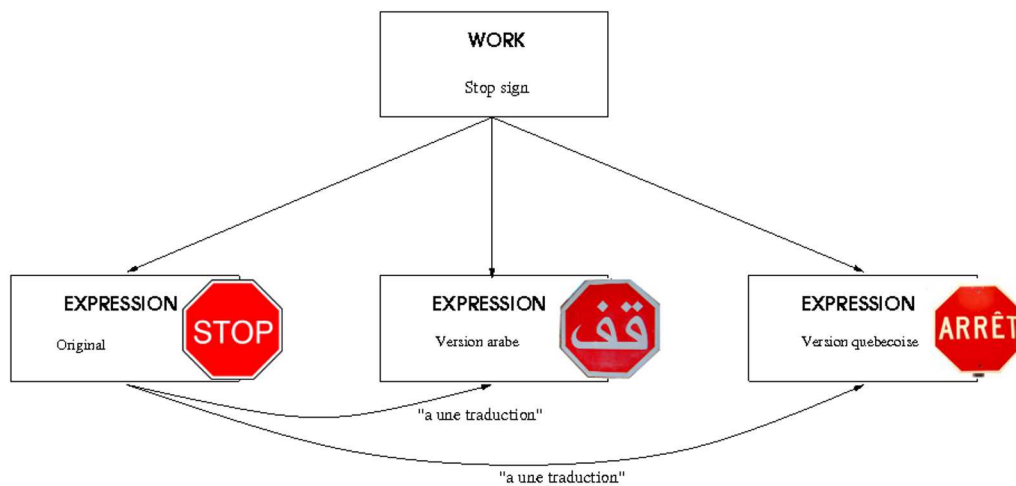 WORK
Stop sign
EXPRESSION
Original
STOP
EXPRESSION
Version arabe
قف
EXPRESSION
Version quebecoise
ARRÊT
"a une traduction"
"a une traduction"